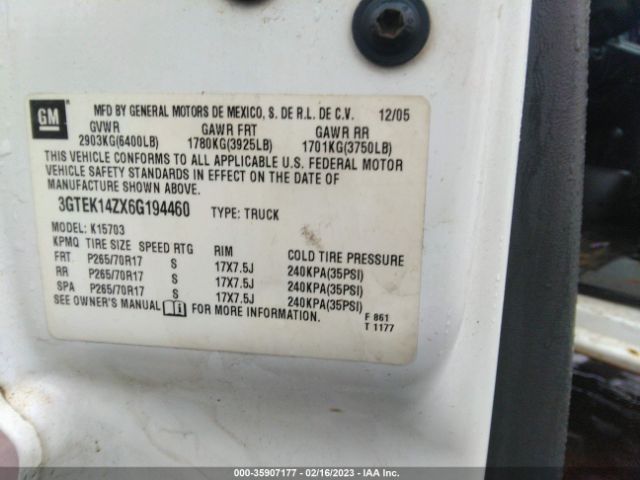 GM
MFD BY GENERAL MOTORS DE MEXICO, S. DE R.L. DE C.V. 12/05
GVWR GAWR FRT GAWR RR
2903KG(6400LB) 1780KG(3925LB) 1701KG(3750LB)
THIS VEHICLE CONFORMS TO ALL APPLICABLE U.S. FEDERAL MOTOR
VEHICLE SAFETY STANDARDS IN EFFECT ON THE DATE OF
MANUFACTURE SHOWN ABOVE.
3GTEK14ZX6G194460 TYPE: TRUCK
MODEL: K15703
KPMQ TIRE SIZE SPEED RTG RIM COLD TIRE PRESSURE
FRT P265/70R17 S 17X7.5J 240KPA(35PSI)
RR P265/70R17 S 17X7.5J 240KPA(35PSI)
SPA P265/70R17 S 17X7.5J 240KPA(35PSI)
SEE OWNER'S MANUAL FOR MORE INFORMATION.
F 861
T 1177
000-35907177 - 02/16/2023 - IAA Inc.